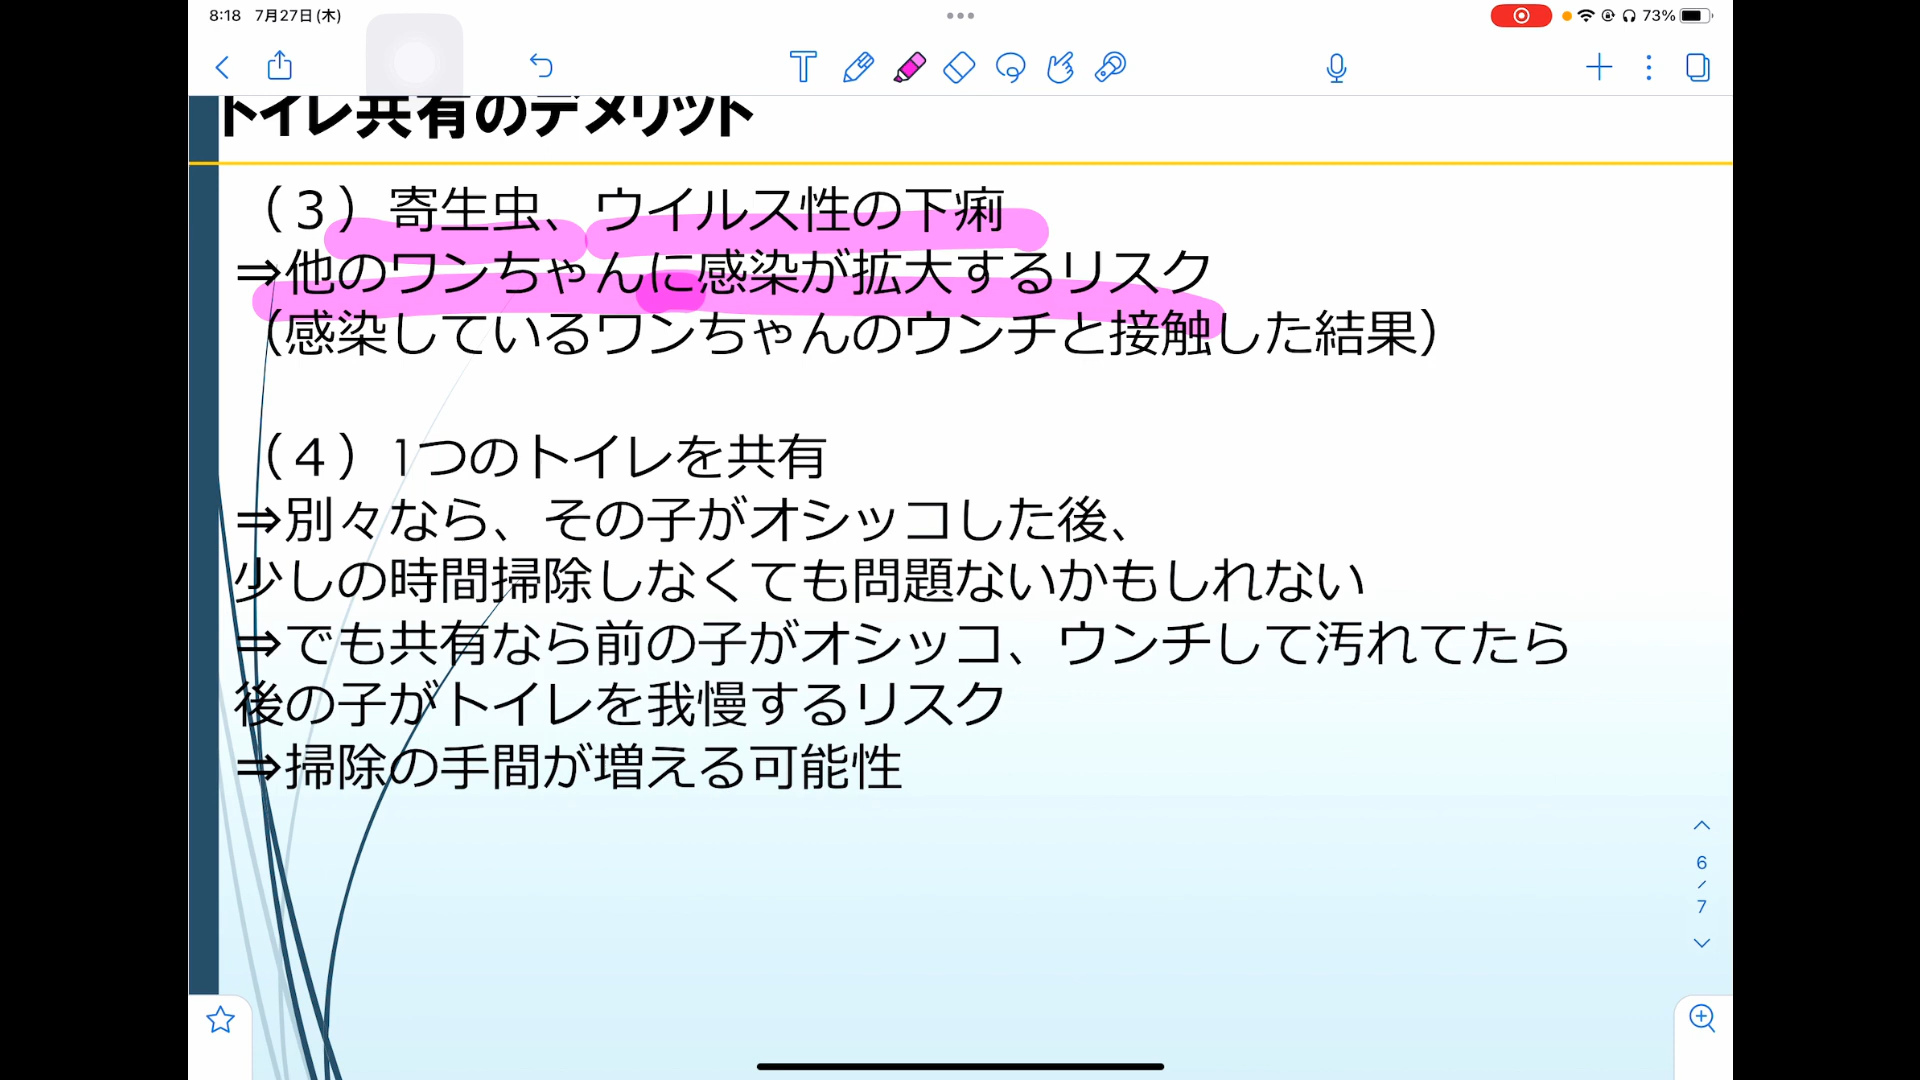 8:18 7月27日(木)
73%
トイレ共有のデメリット
（３）寄生虫、ウイルス性の下痢
⇒他のワンちゃんに感染が拡大するリスク
（感染しているワンちゃんのウンチと接触した結果）
（４）1つのトイレを共有
⇒別々なら、その子がオシッコした後、
少しの時間掃除しなくても問題ないかもしれない
⇒でも共有なら前の子がオシッコ、ウンチして汚れてたら
後の子がトイレを我慢するリスク
⇒掃除の手間が増える可能性
6
/
7